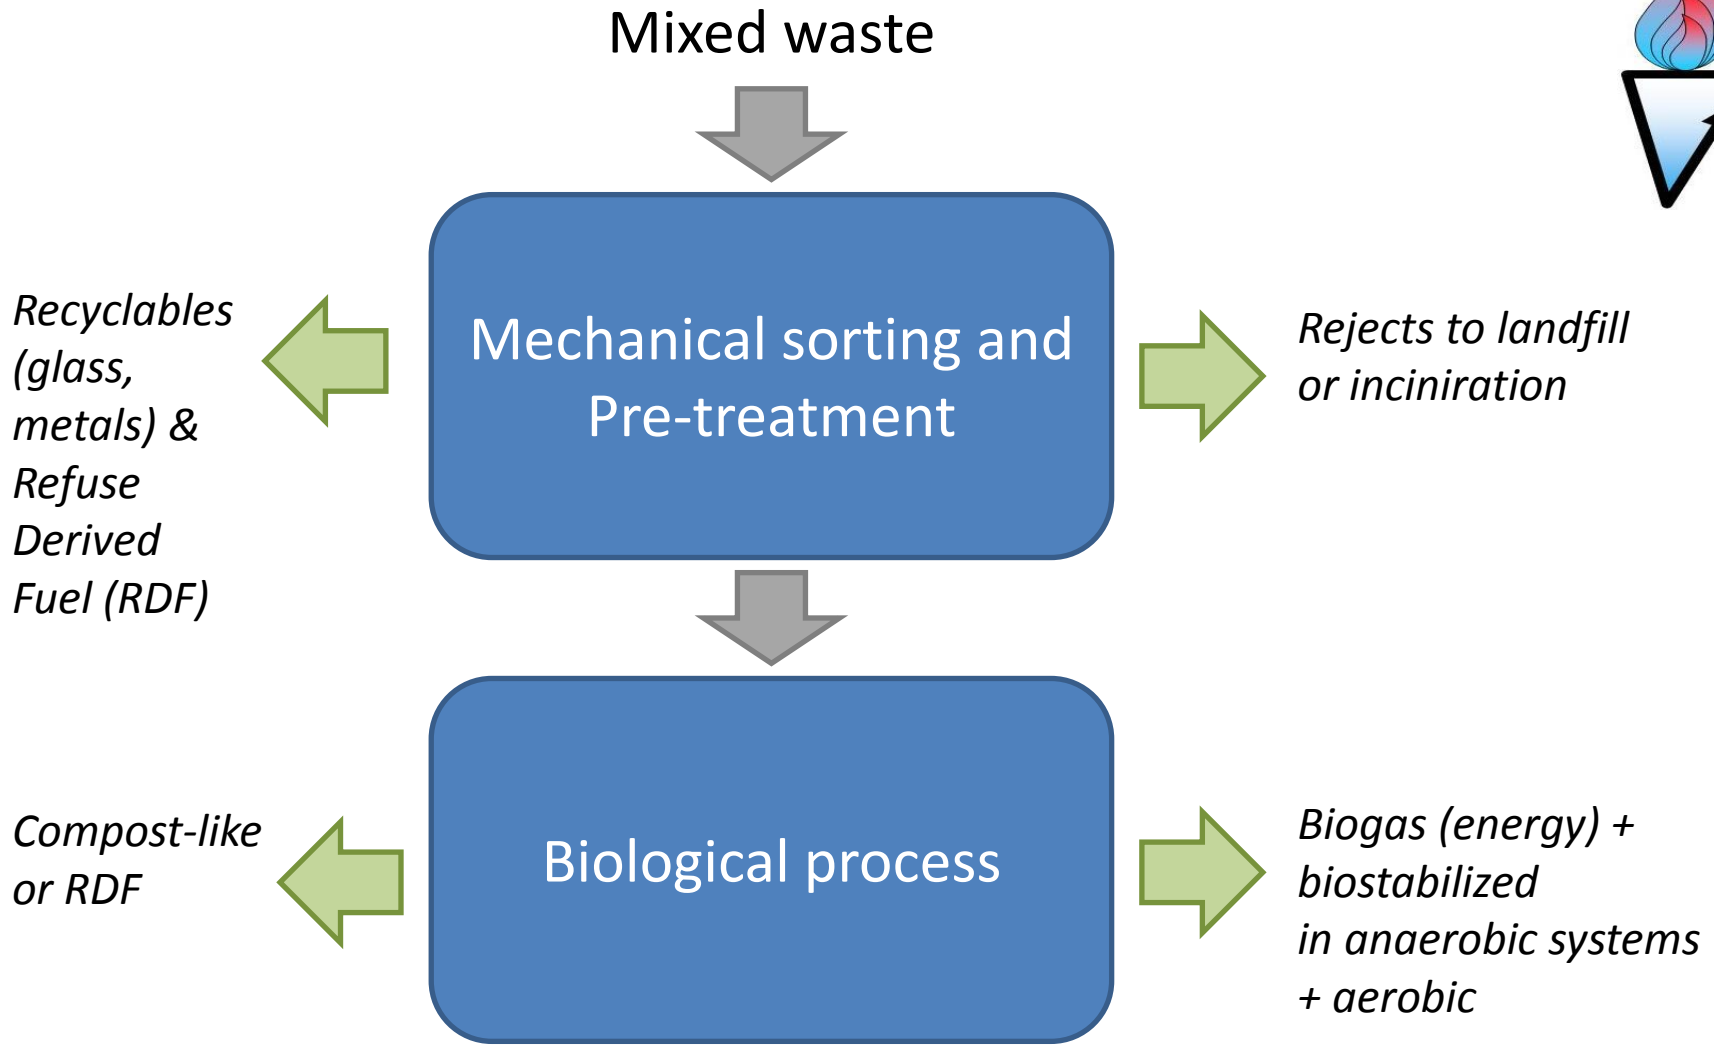 Mixed waste
Recyclables
(glass,
metals) &
Refuse
Derived
Fuel (RDF)
Mechanical sorting and
Pre-treatment
Rejects to landfill
or inciniration
Compost-like
or RDF
Biological process
Biogas (energy) +
biostabilized
in anaerobic systems
+ aerobic